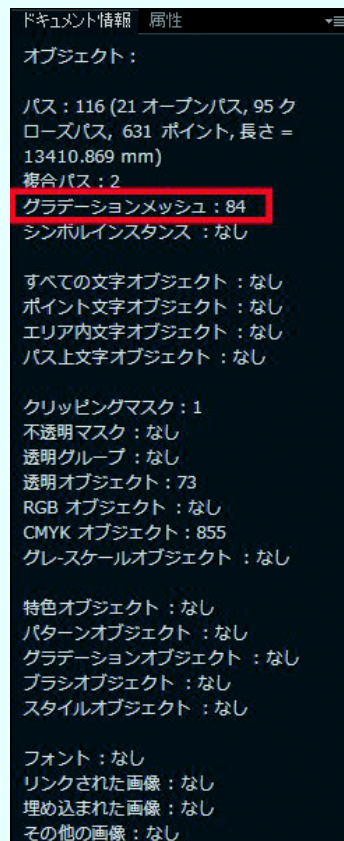 ドキュメント情報 属性
オブジェクト：
パス：116 (21 オープンパス, 95 ク
ローズパス, 631 ポイント, 長さ =
13410.869 mm)
複合パス：2
グラデーションメッシュ：84
シンボルインスタンス ：なし
すべての文字オブジェクト ：なし
ポイント文字オブジェクト ：なし
エリア内文字オブジェクト ：なし
パス上文字オブジェクト ：なし
クリッピングマスク：1
不透明マスク ：なし
透明グループ ：なし
透明オブジェクト：73
RGB オブジェクト ：なし
CMYK オブジェクト：855
グレースケールオブジェクト ：なし
特色オブジェクト ：なし
パターンオブジェクト ：なし
グラデーションオブジェクト ：なし
ブラシオブジェクト ：なし
スタイルオブジェクト ：なし
フォント：なし
リンクされた画像：なし
埋め込まれた画像：なし
その他の画像：なし